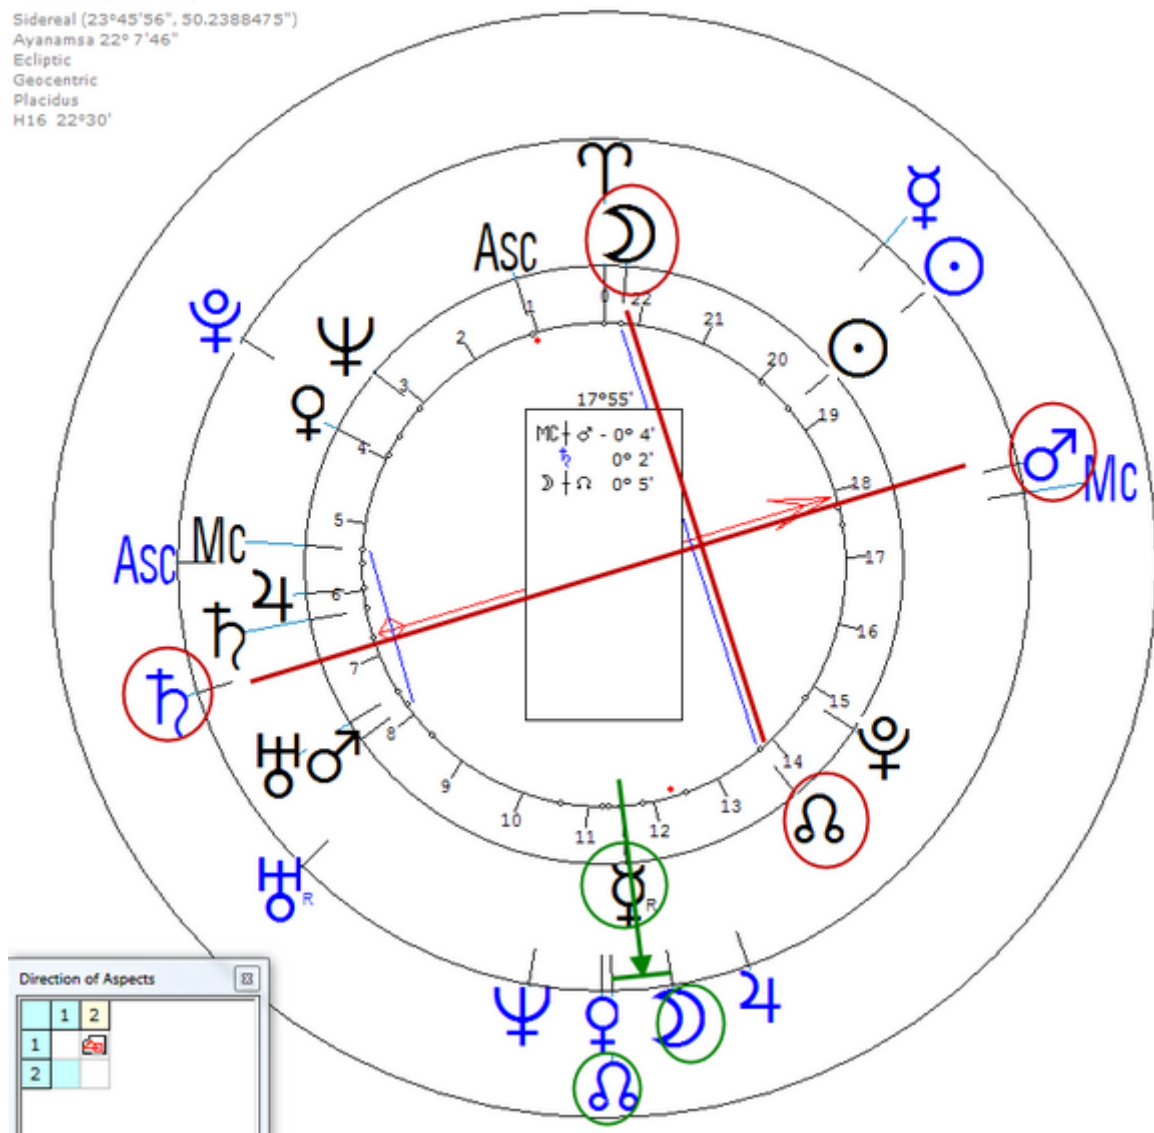 Sidereal (23°45'56", 50.2388475")
Ayanamsa 22° 7'46"
Ecliptic
Geocentric
Placidus
H16 22°30'
♈
☽
Asc
☿
☉
♇
♆
☉
♀
♂
Mc
Mc
Asc
♃
♄
♄
♅ ♂
♇
☊
♅ R
☿ R
♆
♀
☽
♃
☊
0
1
2
3
4
5
6
7
8
9
10
11
12
13
14
15
16
17
18
19
20
21
22
17°55'
MC ♂ - 0° 4'
♄ 0° 2'
☽ ☊ 0° 5'
Direction of Aspects
1 2
1
2